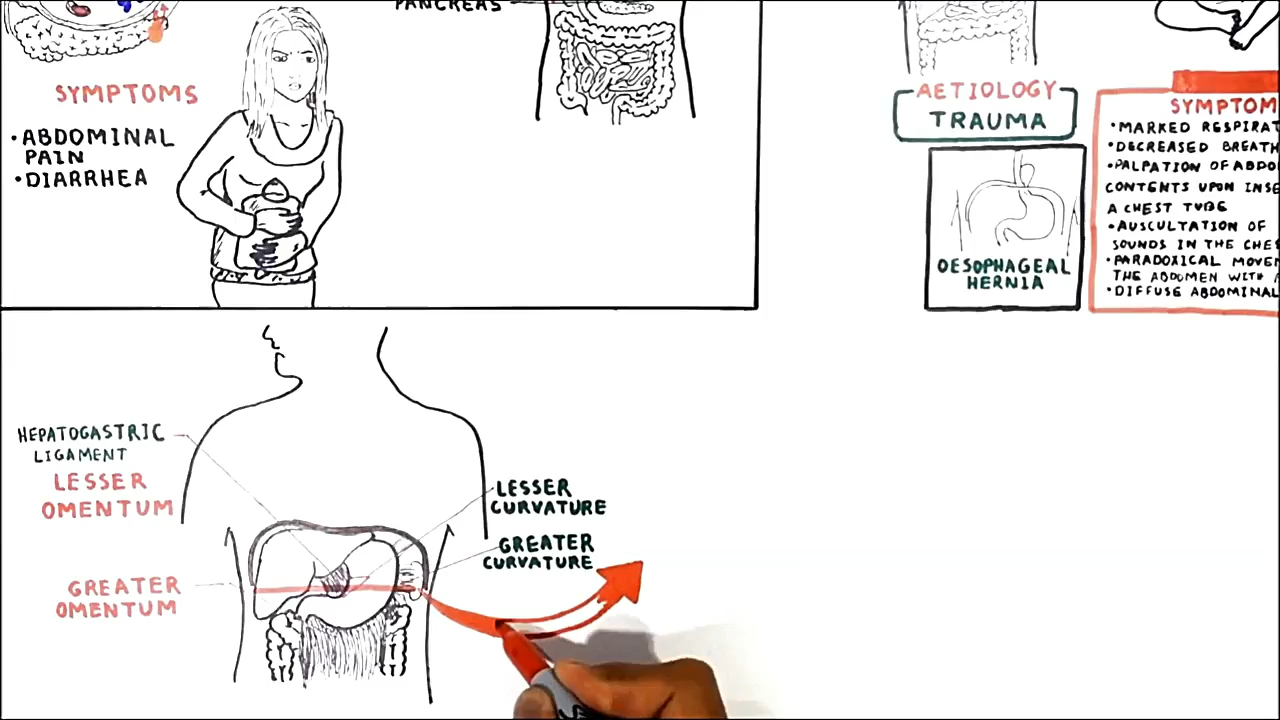 PANCREAS
SYMPTOMS
•ABDOMINAL
PAIN
•DIARRHEA
AETIOLOGY
TRAUMA
OESOPHAGEAL
HERNIA
SYMPTOM
•MARKED RESPIRAT
•DECREASED BREATH
•PALPATION OF ABDO
CONTENTS UPON INSE
A CHEST TUBE
•AUSCULTATION OF
SOUNDS IN THE CHES
•PARADOXICAL MOVEM
THE ABDOMEN WITH
•DIFFUSE ABDOMINAL
HEPATOGASTRIC
LIGAMENT
LESSER
OMENTUM
GREATER
OMENTUM
LESSER
CURVATURE
GREATER
CURVATURE